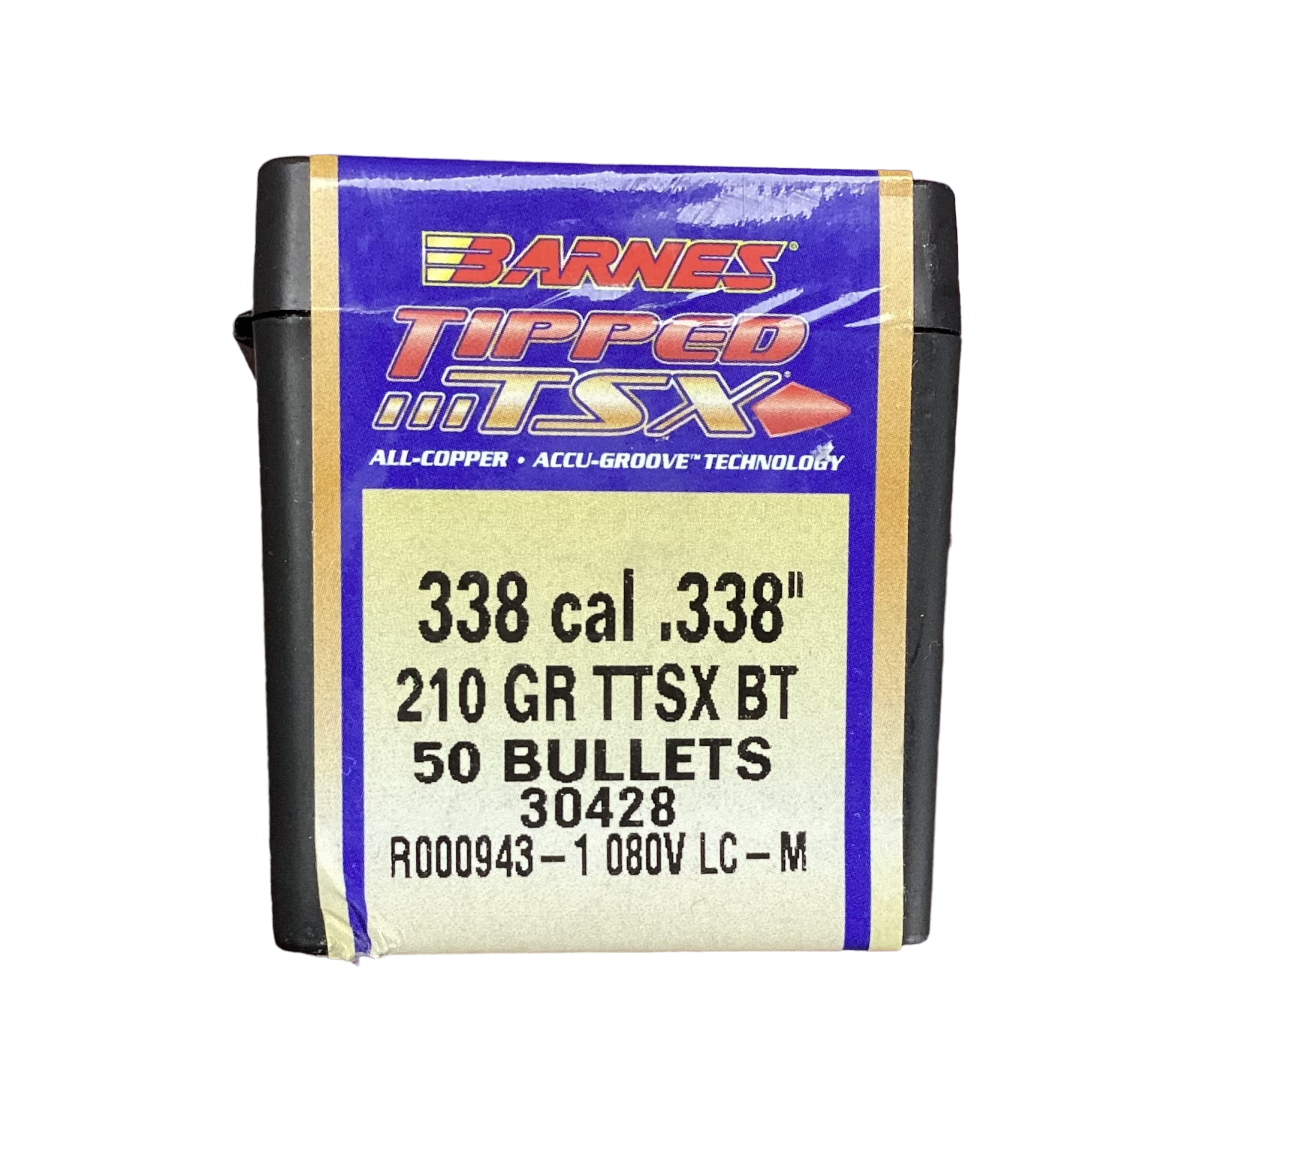 BARNES®
TIPPED
TSX®
ALL-COPPER • ACCU-GROOVE™ TECHNOLOGY
338 cal .338"
210 GR TTSX BT
50 BULLETS
30428
R000943-1 080V LC-M